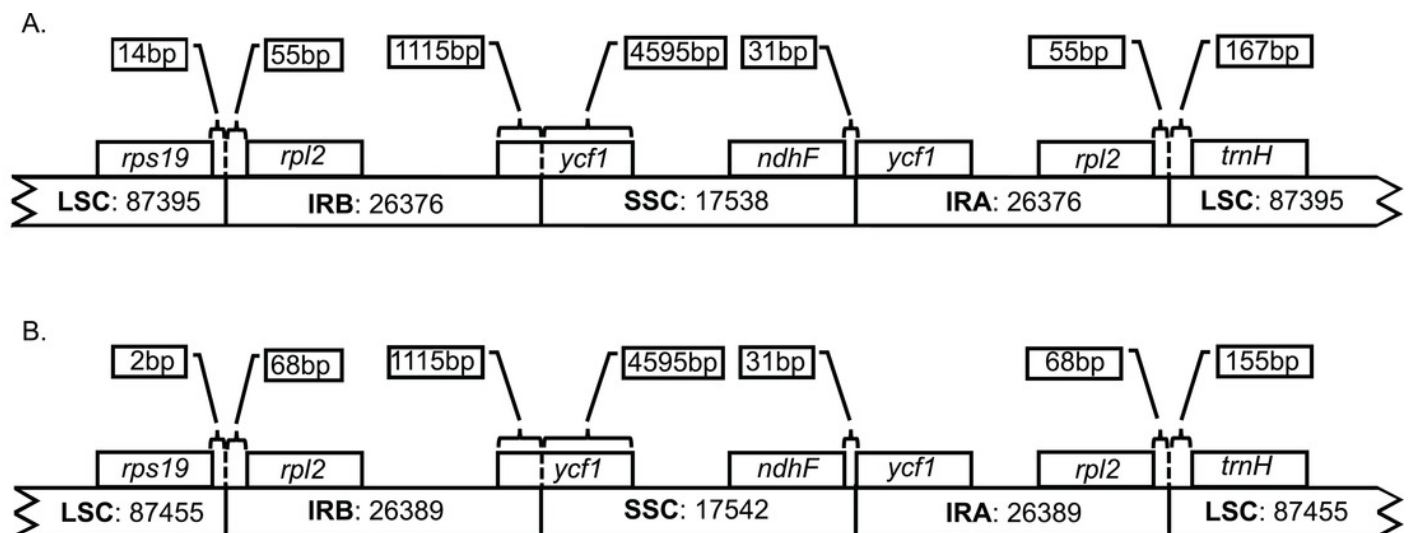 A.
14bp 55bp 1115bp 4595bp 31bp 55bp 167bp
rps19 rpl2 ycf1 ndhF ycf1 rpl2 trnH
LSC: 87395 IRB: 26376 SSC: 17538 IRA: 26376 LSC: 87395
B.
2bp 68bp 1115bp 4595bp 31bp 68bp 155bp
rps19 rpl2 ycf1 ndhF ycf1 rpl2 trnH
LSC: 87455 IRB: 26389 SSC: 17542 IRA: 26389 LSC: 87455